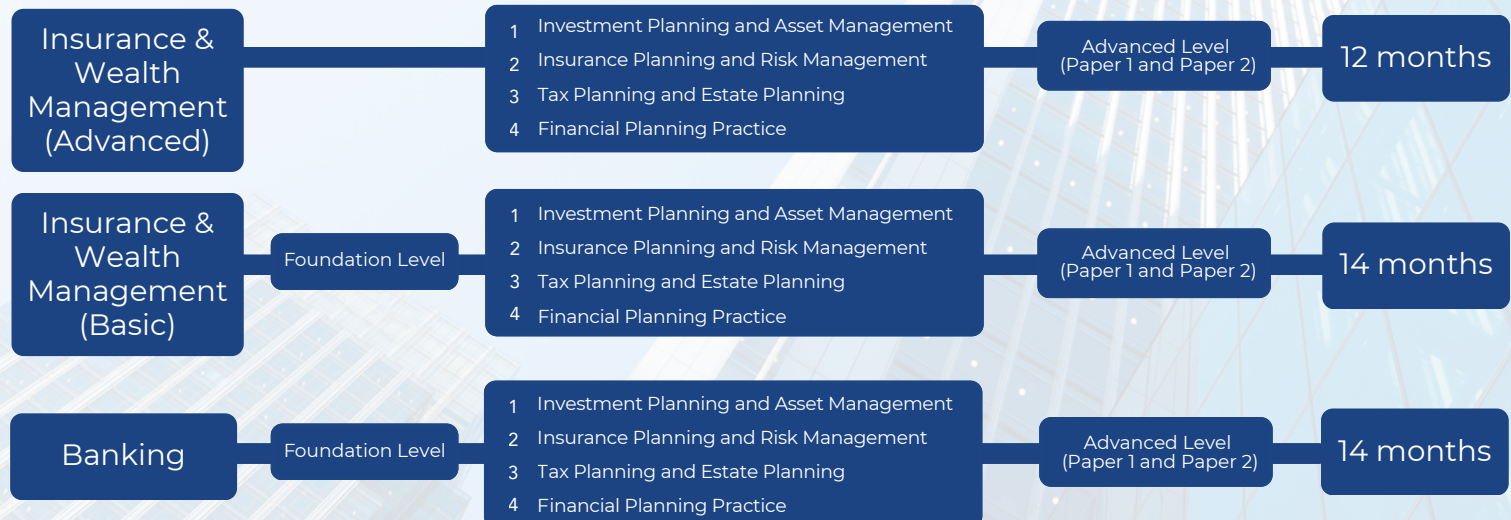 Insurance &
Wealth
Management
(Advanced)
1 Investment Planning and Asset Management
2 Insurance Planning and Risk Management
3 Tax Planning and Estate Planning
4 Financial Planning Practice
Advanced Level
(Paper 1 and Paper 2)
12 months
Insurance &
Wealth
Management
(Basic)
Foundation Level
1 Investment Planning and Asset Management
2 Insurance Planning and Risk Management
3 Tax Planning and Estate Planning
4 Financial Planning Practice
Advanced Level
(Paper 1 and Paper 2)
14 months
Banking
Foundation Level
1 Investment Planning and Asset Management
2 Insurance Planning and Risk Management
3 Tax Planning and Estate Planning
4 Financial Planning Practice
Advanced Level
(Paper 1 and Paper 2)
14 months